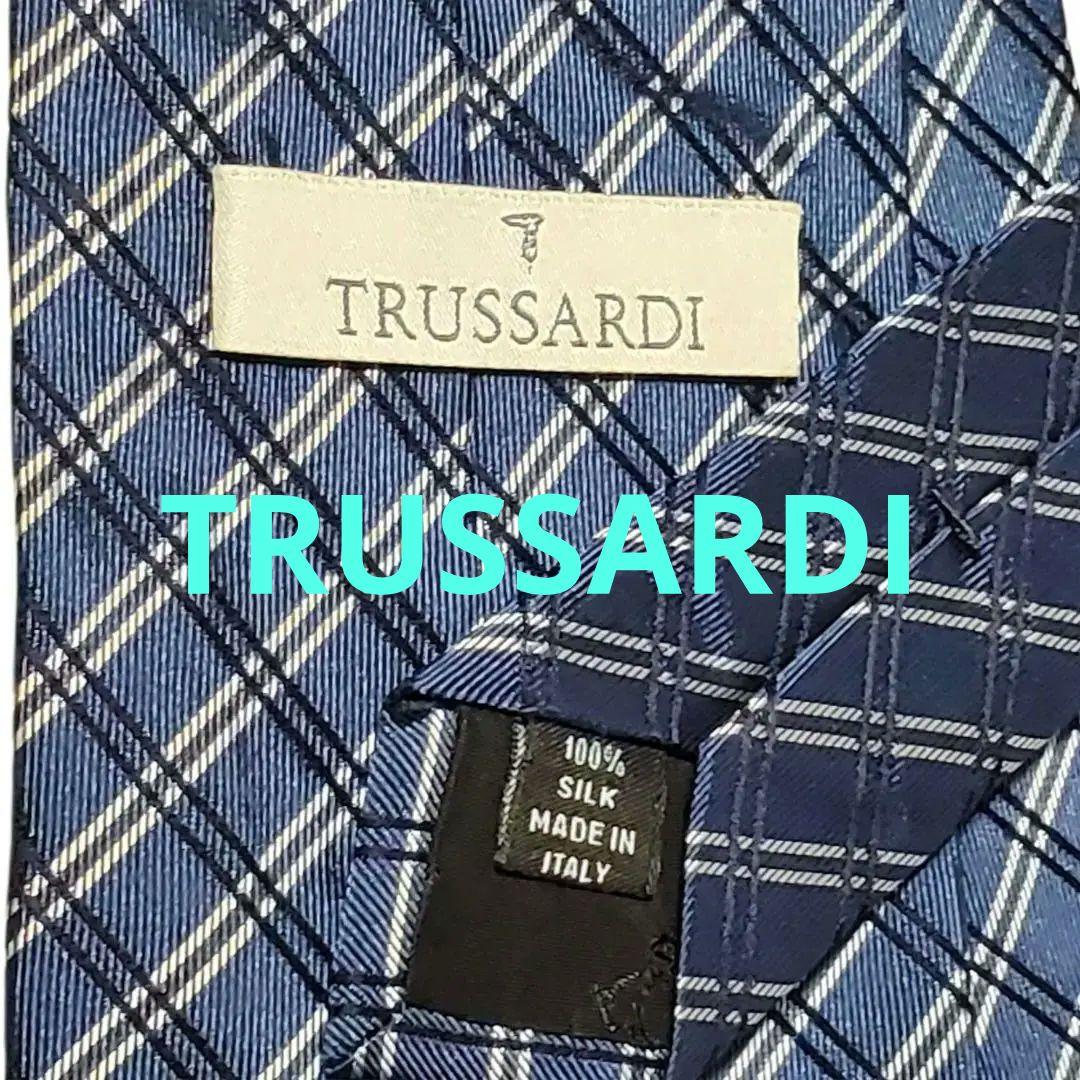 TRUSSARDI
TRUSSARDI
100%
SILK
MADE IN
ITALY